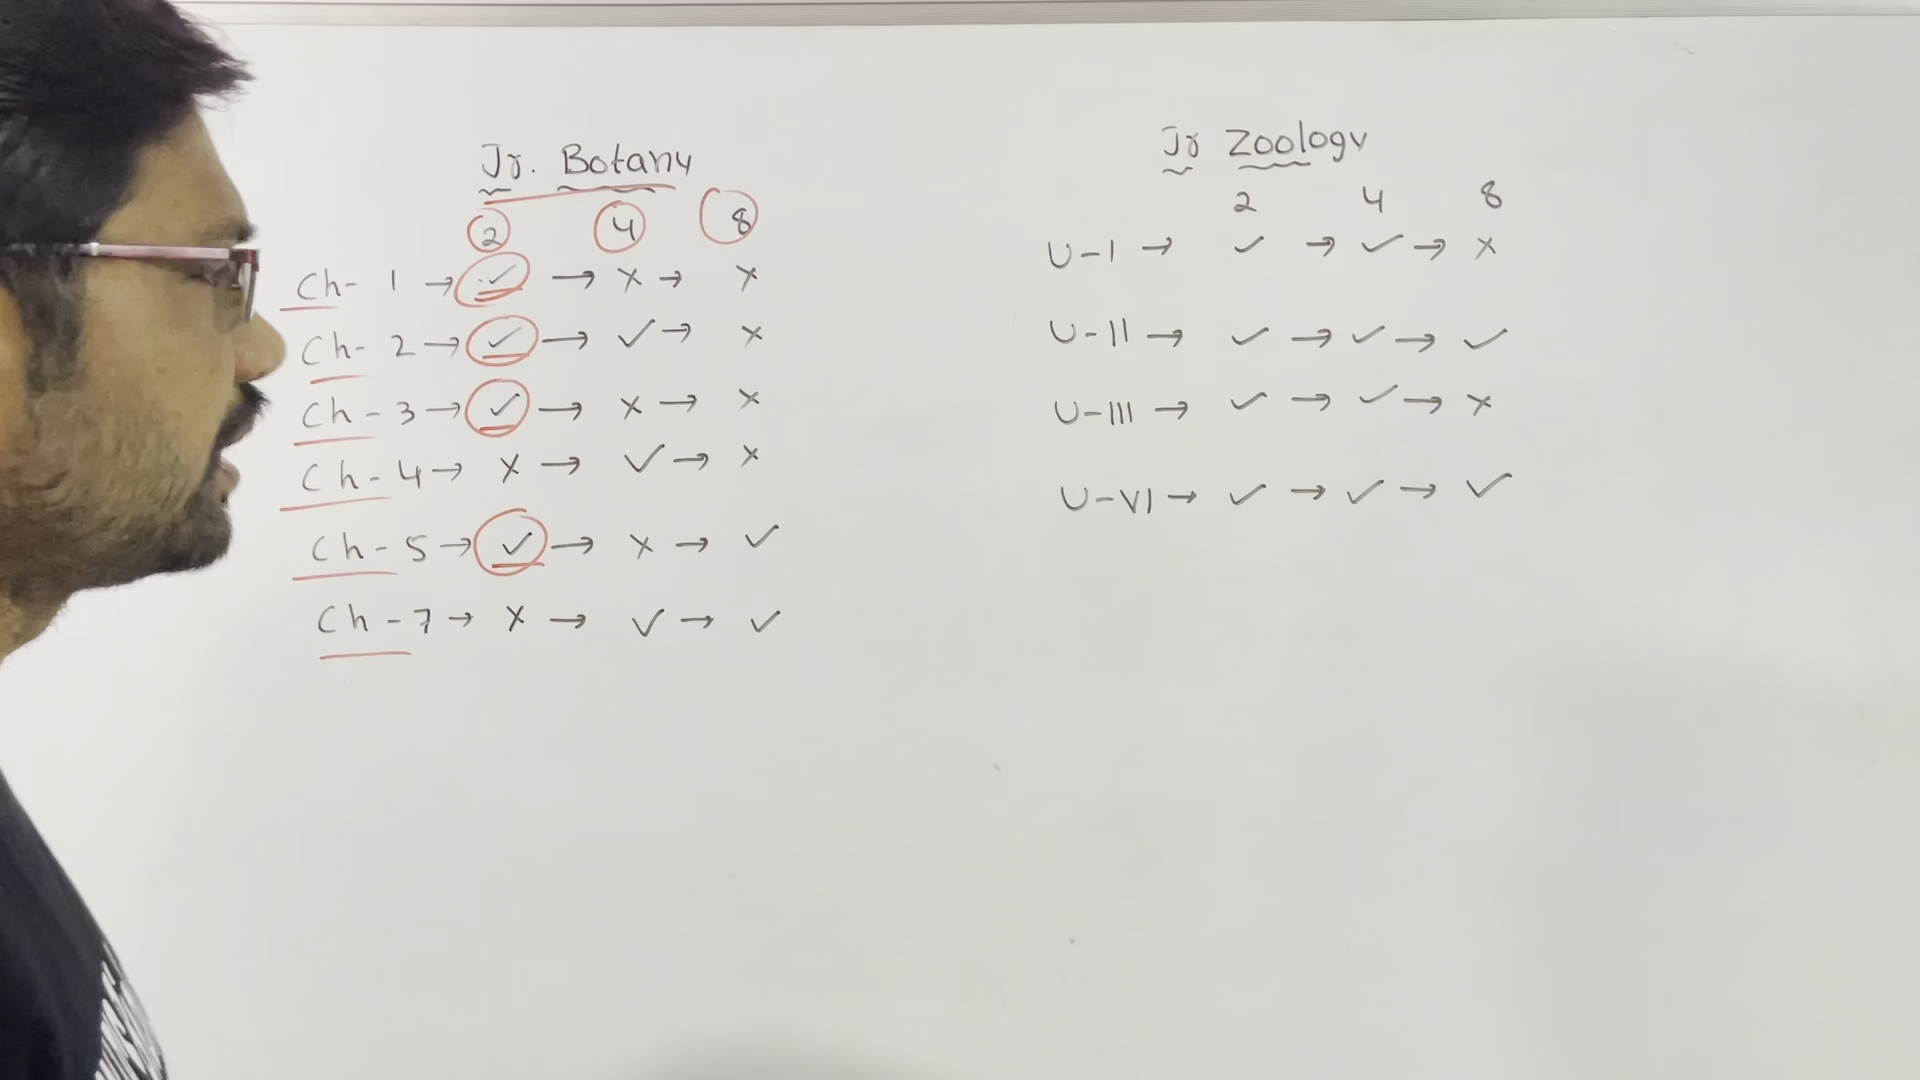 Jr. Botany
2 4 8
Ch- 1 → ✓ → x → x
Ch- 2 → ✓ → ✓ → x
Ch - 3 → ✓ → x → x
Ch - 4 → x → ✓ → x
Ch - 5 → ✓ → x → ✓
Ch - 7 → x → ✓ → ✓
Jr Zoology
2 4 8
U-I → ✓ → ✓ → x
U-II → ✓ → ✓ → ✓
U-III → ✓ → ✓ → x
U-VI → ✓ → ✓ → ✓